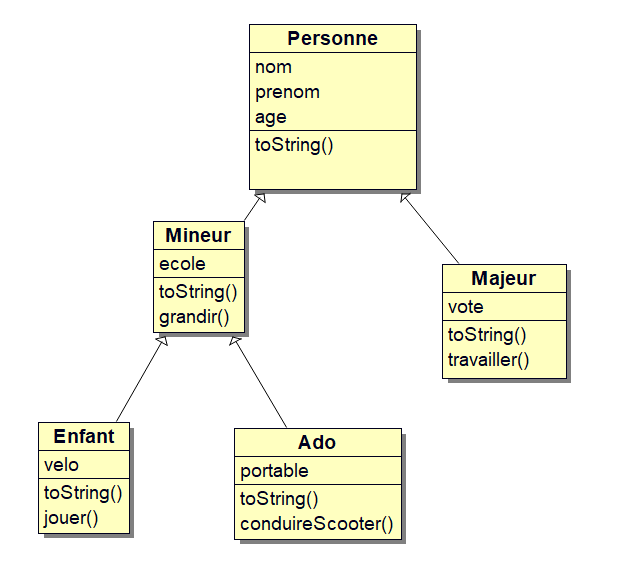 Personne
nom
prenom
age
toString()
Mineur
ecole
toString()
grandir()
Majeur
vote
toString()
travailler()
Enfant
velo
toString()
jouer()
Ado
portable
toString()
conduireScooter()